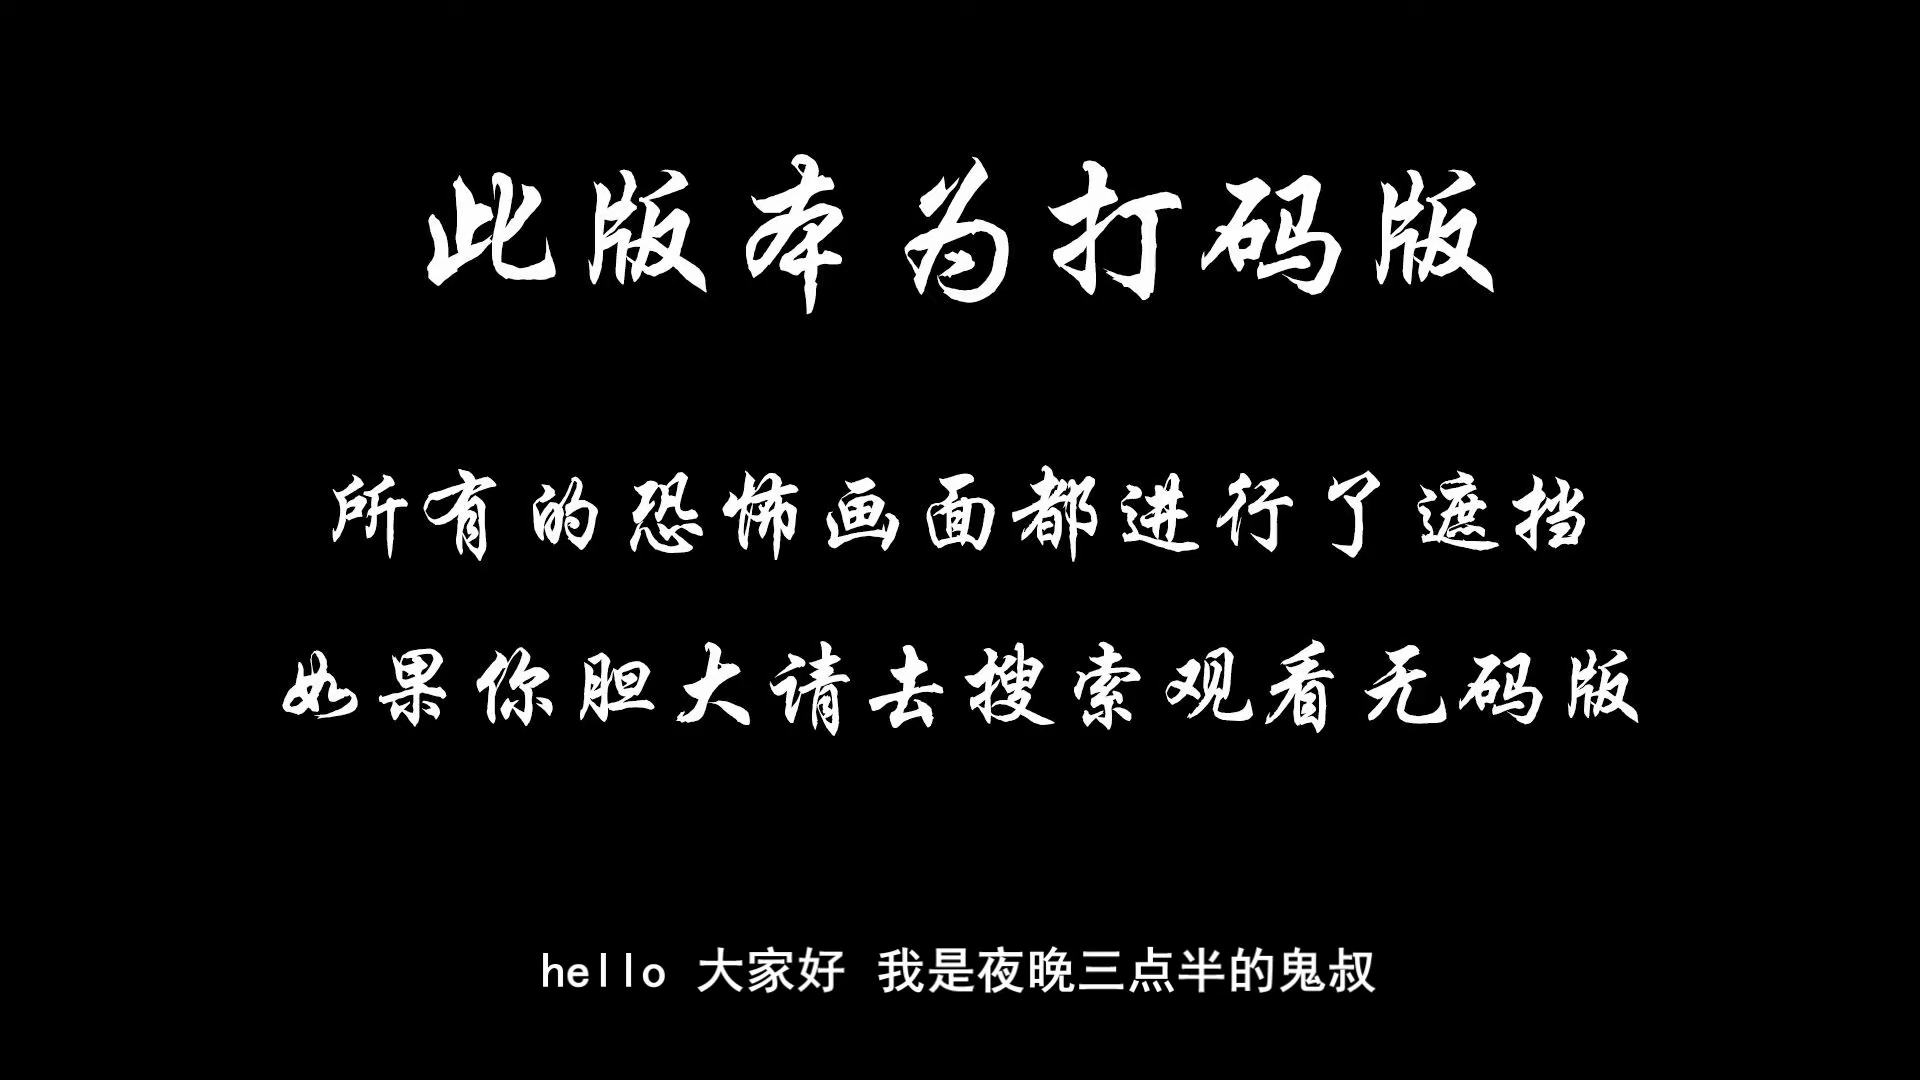 此版本为打码版
所有的恐怖画面都进行了遮挡
如果你胆大请去搜索观看无码版
hello 大家好 我是夜晚三点半的鬼叔